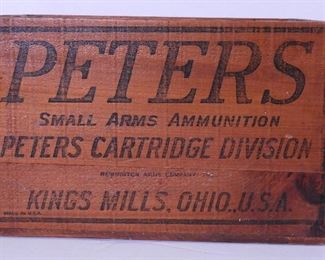 PETERS
SMALL ARMS AMMUNITION
PETERS CARTRIDGE DIVISION
REMINGTON ARMS COMPANY, INC.
KINGS MILLS, OHIO., U.S.A.
MADE IN U.S.A.